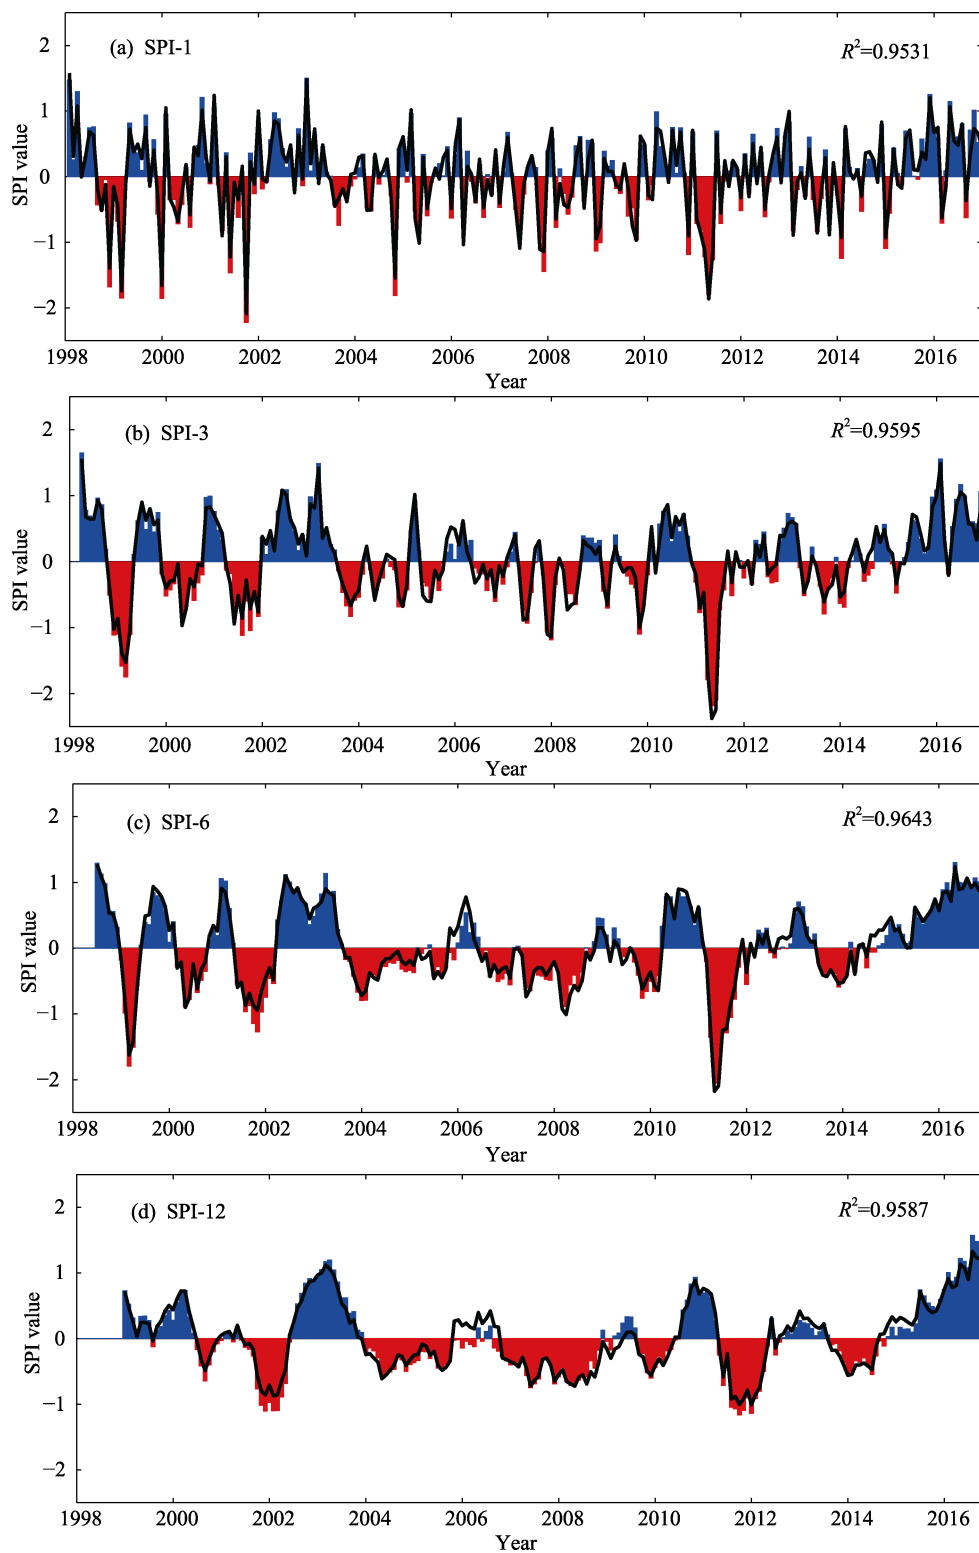 (a) SPI-1
R²=0.9531
SPI value
2
1
0
−1
−2
1998 2000 2002 2004 2006 2008 2010 2012 2014 2016
Year
(b) SPI-3
R²=0.9595
SPI value
2
1
0
−1
−2
1998 2000 2002 2004 2006 2008 2010 2012 2014 2016
Year
(c) SPI-6
R²=0.9643
SPI value
2
1
0
−1
−2
1998 2000 2002 2004 2006 2008 2010 2012 2014 2016
Year
(d) SPI-12
R²=0.9587
SPI value
2
1
0
−1
−2
1998 2000 2002 2004 2006 2008 2010 2012 2014 2016
Year